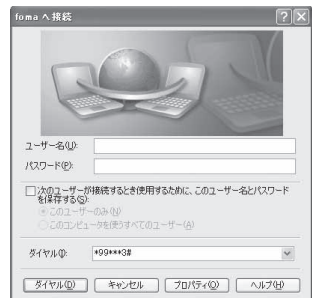 foma へ接続
ユーザー名(U):
パスワード(P):
次のユーザーが接続するとき使用するために、このユーザー名とパスワード
を保存する(S):
このユーザーのみ(N)
このコンピュータを使うすべてのユーザー(A)
ダイヤル(I): *99***3#
ダイヤル(D) キャンセル プロパティ(O) ヘルプ(H)